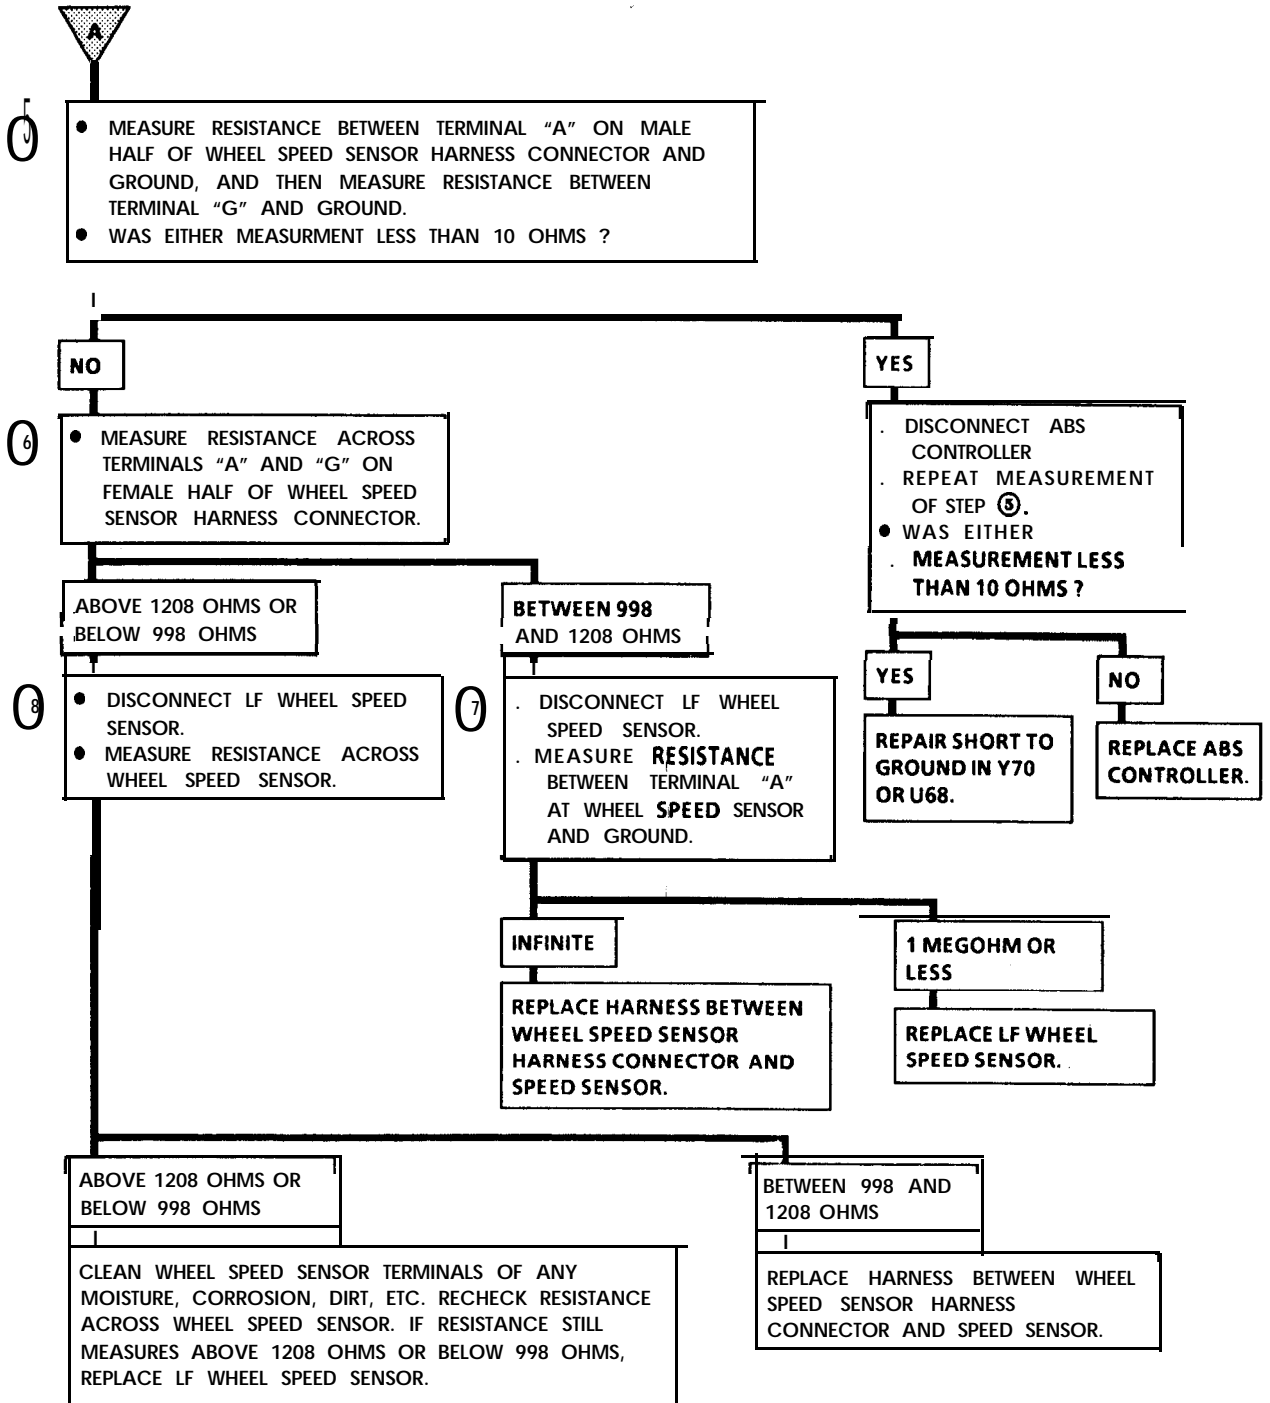 A
5
● MEASURE RESISTANCE BETWEEN TERMINAL “A” ON MALE
HALF OF WHEEL SPEED SENSOR HARNESS CONNECTOR AND
GROUND, AND THEN MEASURE RESISTANCE BETWEEN
TERMINAL “G” AND GROUND.
● WAS EITHER MEASURMENT LESS THAN 10 OHMS ?
NO
YES
6
● MEASURE RESISTANCE ACROSS
TERMINALS “A” AND “G” ON
FEMALE HALF OF WHEEL SPEED
SENSOR HARNESS CONNECTOR.
. DISCONNECT ABS
CONTROLLER
. REPEAT MEASUREMENT
OF STEP ⑤.
● WAS EITHER
. MEASUREMENT LESS
THAN 10 OHMS ?
ABOVE 1208 OHMS OR
BELOW 998 OHMS
BETWEEN 998
AND 1208 OHMS
YES
NO
8
● DISCONNECT LF WHEEL SPEED
SENSOR.
● MEASURE RESISTANCE ACROSS
WHEEL SPEED SENSOR.
7
. DISCONNECT LF WHEEL
SPEED SENSOR.
. MEASURE RESISTANCE
BETWEEN TERMINAL “A”
AT WHEEL SPEED SENSOR
AND GROUND.
REPAIR SHORT TO
GROUND IN Y70
OR U68.
REPLACE ABS
CONTROLLER.
INFINITE
1 MEGOHM OR
LESS
REPLACE HARNESS BETWEEN
WHEEL SPEED SENSOR
HARNESS CONNECTOR AND
SPEED SENSOR.
REPLACE LF WHEEL
SPEED SENSOR.
ABOVE 1208 OHMS OR
BELOW 998 OHMS
BETWEEN 998 AND
1208 OHMS
CLEAN WHEEL SPEED SENSOR TERMINALS OF ANY
MOISTURE, CORROSION, DIRT, ETC. RECHECK RESISTANCE
ACROSS WHEEL SPEED SENSOR. IF RESISTANCE STILL
MEASURES ABOVE 1208 OHMS OR BELOW 998 OHMS,
REPLACE LF WHEEL SPEED SENSOR.
REPLACE HARNESS BETWEEN WHEEL
SPEED SENSOR HARNESS
CONNECTOR AND SPEED SENSOR.